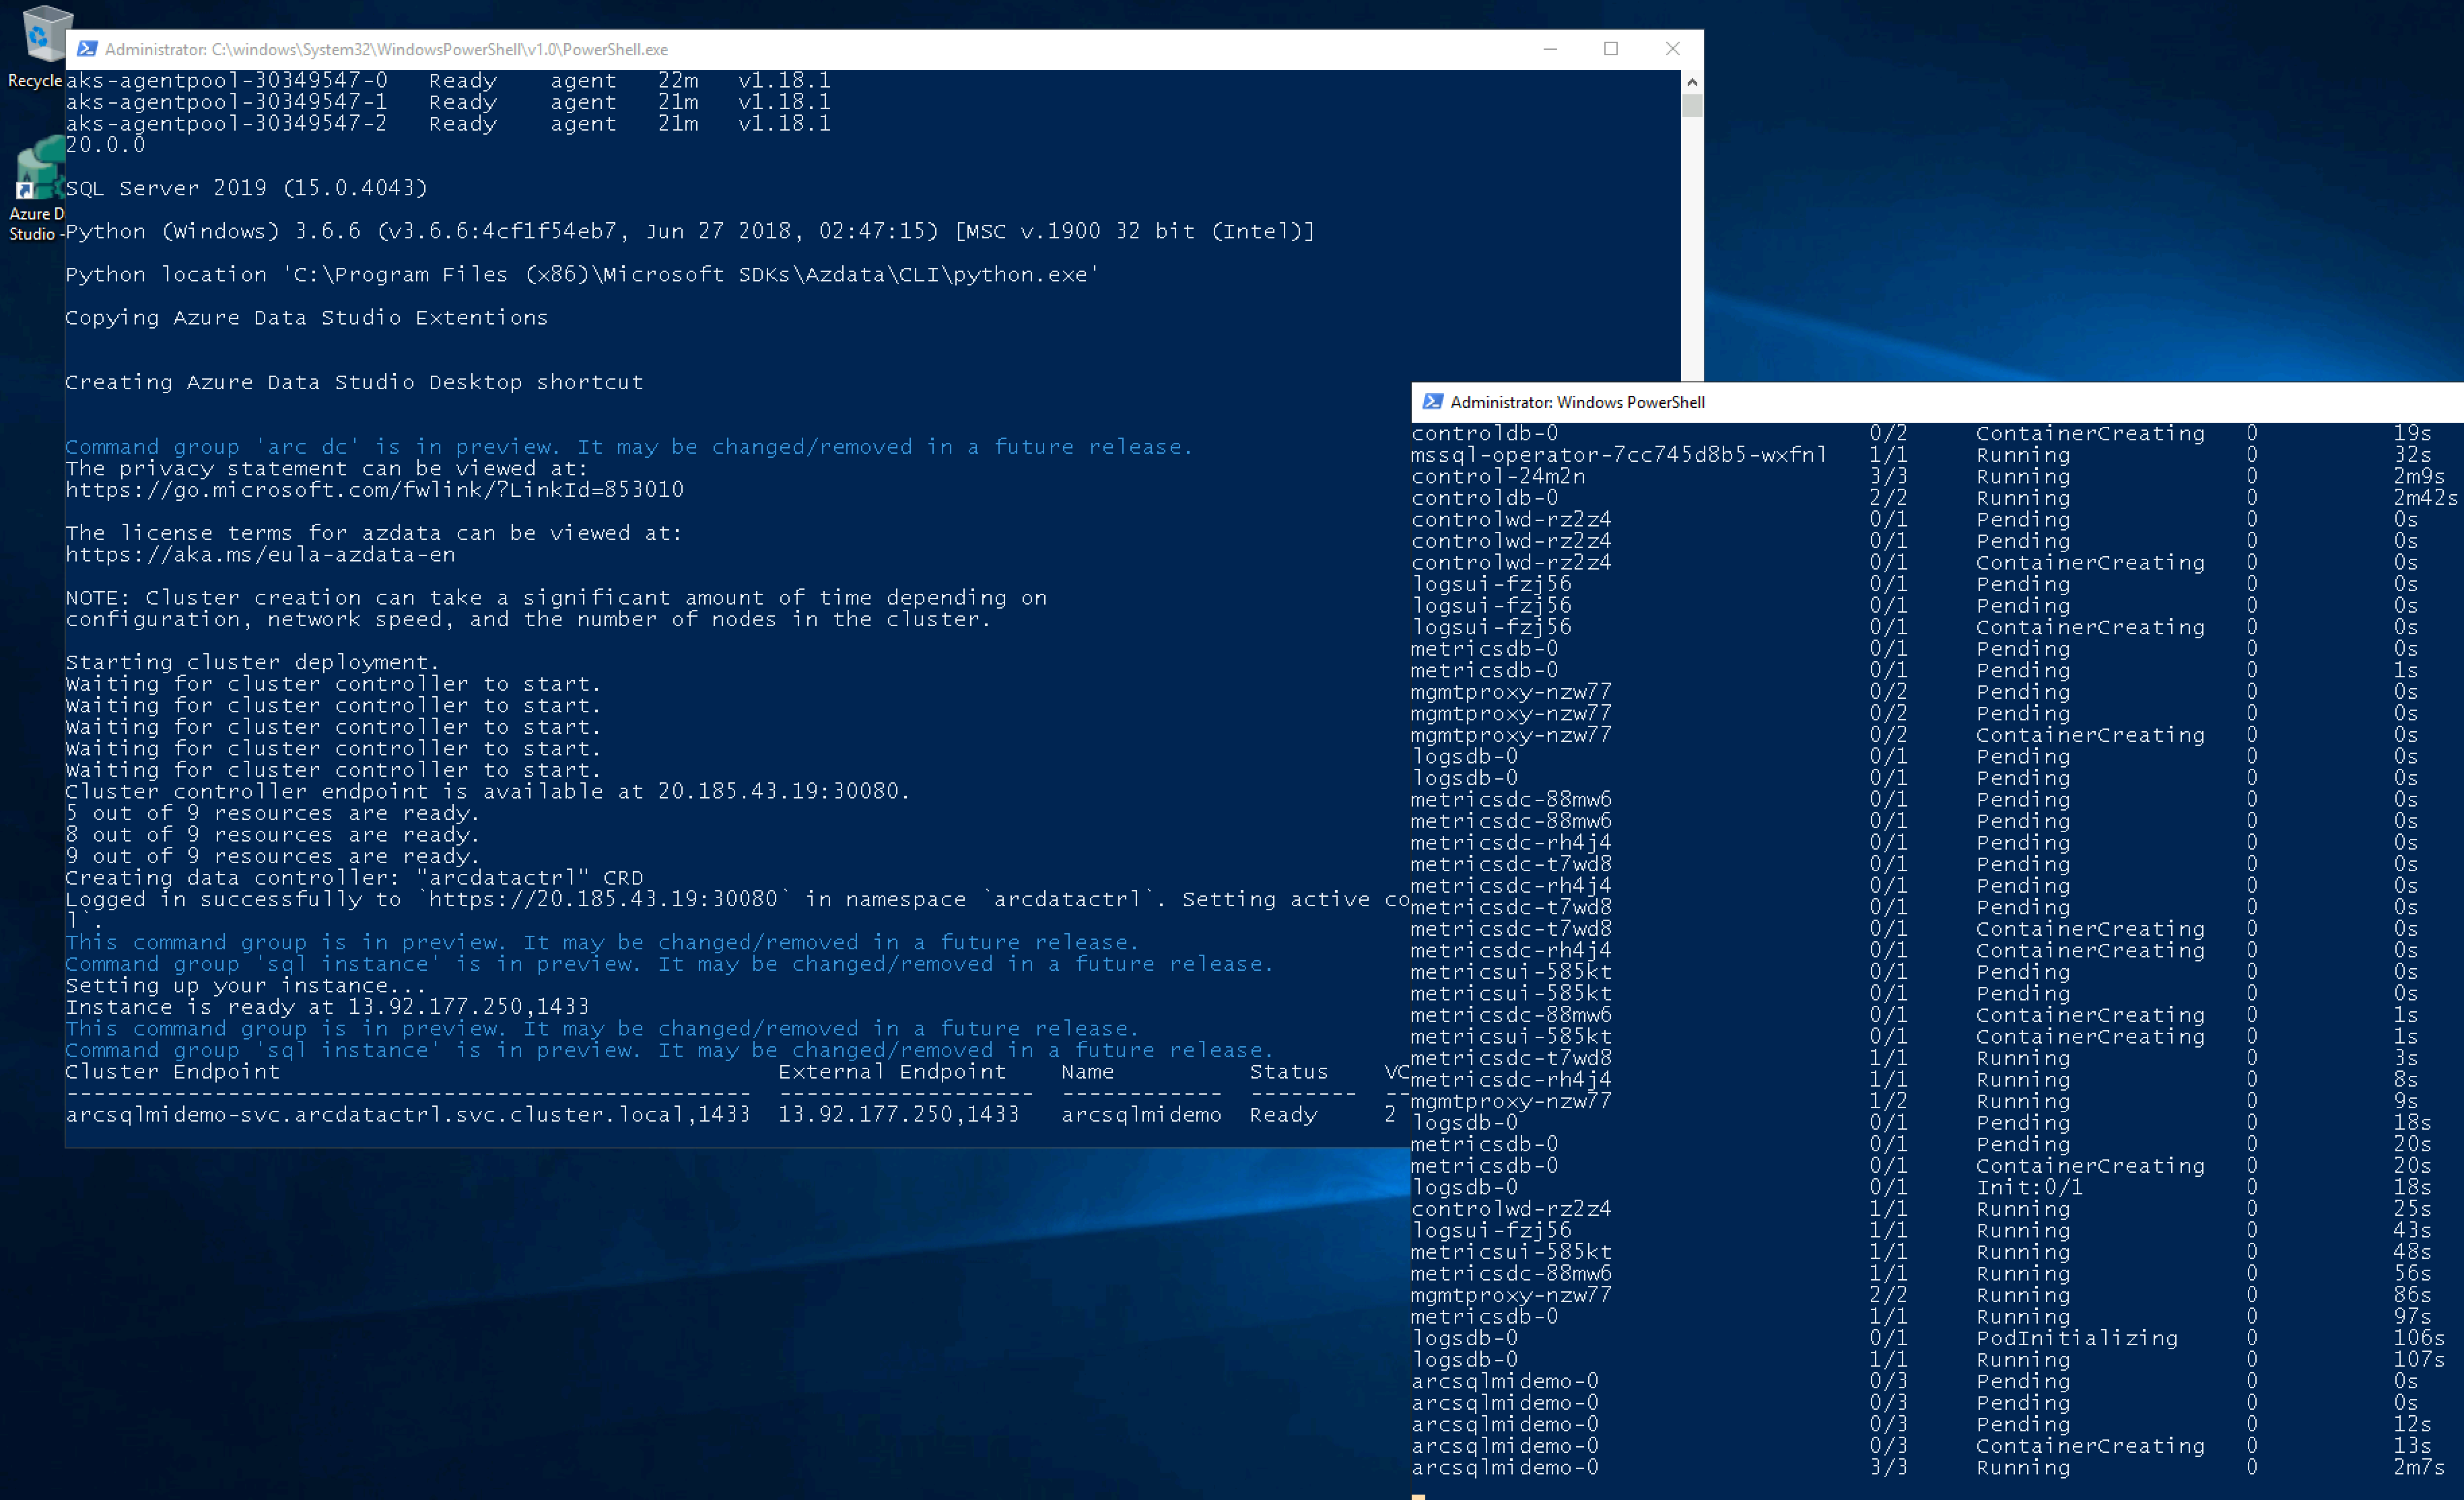 Recycle
Azure D
Studio -
Administrator: C:\windows\System32\WindowsPowerShell\v1.0\PowerShell.exe
aks-agentpool-30349547-0 Ready agent 22m v1.18.1
aks-agentpool-30349547-1 Ready agent 21m v1.18.1
aks-agentpool-30349547-2 Ready agent 21m v1.18.1
20.0.0
SQL Server 2019 (15.0.4043)
Python (Windows) 3.6.6 (v3.6.6:4cf1f54eb7, Jun 27 2018, 02:47:15) [MSC v.1900 32 bit (Intel)]
Python location 'C:\Program Files (x86)\Microsoft SDKs\Azdata\CLI\python.exe'
Copying Azure Data Studio Extentions
Creating Azure Data Studio Desktop shortcut
Command group 'arc dc' is in preview. It may be changed/removed in a future release.
The privacy statement can be viewed at:
https://go.microsoft.com/fwlink/?LinkId=853010
The license terms for azdata can be viewed at:
https://aka.ms/eula-azdata-en
NOTE: Cluster creation can take a significant amount of time depending on
configuration, network speed, and the number of nodes in the cluster.
Starting cluster deployment.
Waiting for cluster controller to start.
Waiting for cluster controller to start.
Waiting for cluster controller to start.
Waiting for cluster controller to start.
Waiting for cluster controller to start.
Cluster controller endpoint is available at 20.185.43.19:30080.
5 out of 9 resources are ready.
8 out of 9 resources are ready.
9 out of 9 resources are ready.
Creating data controller: "arcdatactrl" CRD
Logged in successfully to `https://20.185.43.19:30080` in namespace `arcdatactrl`. Setting active co
l`.
This command group is in preview. It may be changed/removed in a future release.
Command group 'sql instance' is in preview. It may be changed/removed in a future release.
Setting up your instance...
Instance is ready at 13.92.177.250,1433
This command group is in preview. It may be changed/removed in a future release.
Command group 'sql instance' is in preview. It may be changed/removed in a future release.
Cluster Endpoint External Endpoint Name Status VC
--------------------------------------------------- ------------------- ------------ -------- --
arcsqlmidemo-svc.arcdatactrl.svc.cluster.local,1433 13.92.177.250,1433 arcsqlmidemo Ready 2
Administrator: Windows PowerShell
controldb-0 0/2 ContainerCreating 0 19s
mssql-operator-7cc745d8b5-wxfnl 1/1 Running 0 32s
control-24m2n 3/3 Running 0 2m9s
controldb-0 2/2 Running 0 2m42s
controlwd-rz2z4 0/1 Pending 0 0s
controlwd-rz2z4 0/1 Pending 0 0s
controlwd-rz2z4 0/1 ContainerCreating 0 0s
logsui-fzj56 0/1 Pending 0 0s
logsui-fzj56 0/1 Pending 0 0s
logsui-fzj56 0/1 ContainerCreating 0 0s
metricsdb-0 0/1 Pending 0 0s
metricsdb-0 0/1 Pending 0 1s
mgmtproxy-nzw77 0/2 Pending 0 0s
mgmtproxy-nzw77 0/2 Pending 0 0s
mgmtproxy-nzw77 0/2 ContainerCreating 0 0s
logsdb-0 0/1 Pending 0 0s
logsdb-0 0/1 Pending 0 0s
metricsdc-88mw6 0/1 Pending 0 0s
metricsdc-88mw6 0/1 Pending 0 0s
metricsdc-rh4j4 0/1 Pending 0 0s
metricsdc-t7wd8 0/1 Pending 0 0s
metricsdc-rh4j4 0/1 Pending 0 0s
metricsdc-t7wd8 0/1 Pending 0 0s
metricsdc-t7wd8 0/1 ContainerCreating 0 0s
metricsdc-rh4j4 0/1 ContainerCreating 0 0s
metricsui-585kt 0/1 Pending 0 0s
metricsui-585kt 0/1 Pending 0 0s
metricsdc-88mw6 0/1 ContainerCreating 0 1s
metricsui-585kt 0/1 ContainerCreating 0 1s
metricsdc-t7wd8 1/1 Running 0 3s
metricsdc-rh4j4 1/1 Running 0 8s
mgmtproxy-nzw77 1/2 Running 0 9s
logsdb-0 0/1 Pending 0 18s
metricsdb-0 0/1 Pending 0 20s
metricsdb-0 0/1 ContainerCreating 0 20s
logsdb-0 0/1 Init:0/1 0 18s
controlwd-rz2z4 1/1 Running 0 25s
logsui-fzj56 1/1 Running 0 43s
metricsui-585kt 1/1 Running 0 48s
metricsdc-88mw6 1/1 Running 0 56s
mgmtproxy-nzw77 2/2 Running 0 86s
metricsdb-0 1/1 Running 0 97s
logsdb-0 0/1 PodInitializing 0 106s
logsdb-0 1/1 Running 0 107s
arcsqlmidemo-0 0/3 Pending 0 0s
arcsqlmidemo-0 0/3 Pending 0 0s
arcsqlmidemo-0 0/3 Pending 0 12s
arcsqlmidemo-0 0/3 ContainerCreating 0 13s
arcsqlmidemo-0 3/3 Running 0 2m7s